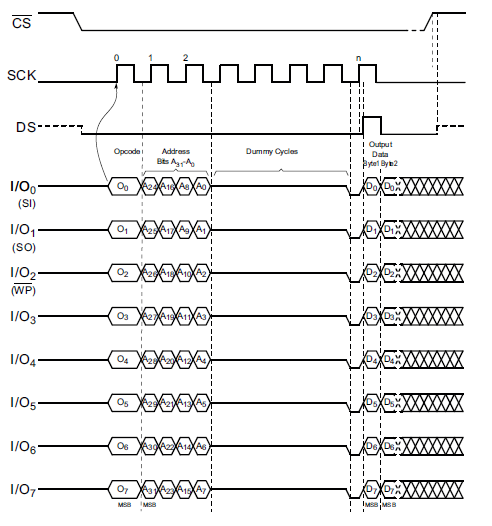 CS
0 1 2 n
SCK
DS
Opcode Address Bits A31-A0 Dummy Cycles Output Data Byte1 Byte2
I/O0 (SI) O0 A24 A16 A8 A0 D0 D0
I/O1 (SO) O1 A25 A17 A9 A1 D1 D1
I/O2 (WP) O2 A26 A18 A10 A2 D2 D2
I/O3 O3 A27 A19 A11 A3 D3 D3
I/O4 O4 A28 A20 A12 A4 D4 D4
I/O5 O5 A29 A21 A13 A5 D5 D5
I/O6 O6 A30 A22 A14 A6 D6 D6
I/O7 O7 A31 A23 A15 A7 D7 D7
MSB MSB MSB MSB